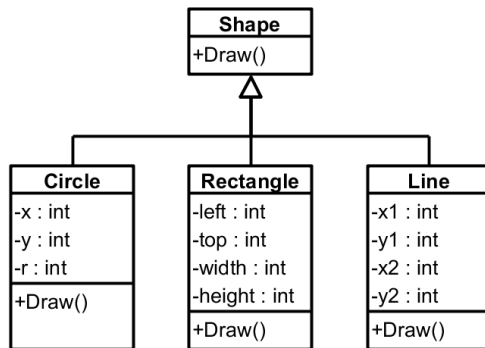 Shape
+Draw()
Circle
-x : int
-y : int
-r : int
+Draw()
Rectangle
-left : int
-top : int
-width : int
-height : int
+Draw()
Line
-x1 : int
-y1 : int
-x2 : int
-y2 : int
+Draw()